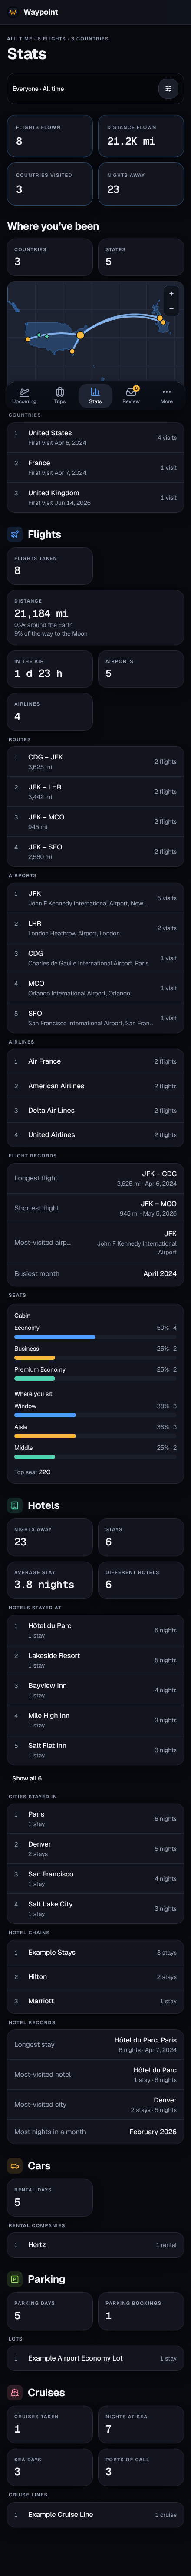 Waypoint
ALL TIME · 8 FLIGHTS · 3 COUNTRIES
Stats
Everyone · All time
FLIGHTS FLOWN
8
DISTANCE FLOWN
21.2K mi
COUNTRIES VISITED
3
NIGHTS AWAY
23
Where you've been
COUNTRIES
3
STATES
5
+
−
Upcoming
Trips
Stats
Review
More
COUNTRIES
1 United States 4 visits
First visit Apr 6, 2024
2 France 1 visit
First visit Apr 7, 2024
3 United Kingdom 1 visit
First visit Jun 14, 2026
Flights
FLIGHTS TAKEN
8
DISTANCE
21,184 mi
0.9× around the Earth
9% of the way to the Moon
IN THE AIR
1 d 23 h
AIRPORTS
5
AIRLINES
4
ROUTES
1 CDG – JFK 2 flights
3,625 mi
2 JFK – LHR 2 flights
3,442 mi
3 JFK – MCO 2 flights
945 mi
4 JFK – SFO 2 flights
2,580 mi
AIRPORTS
1 JFK 5 visits
John F Kennedy International Airport, New ...
2 LHR 2 visits
London Heathrow Airport, London
3 CDG 1 visit
Charles de Gaulle International Airport, Paris
4 MCO 1 visit
Orlando International Airport, Orlando
5 SFO 1 visit
San Francisco International Airport, San Fran...
AIRLINES
1 Air France 2 flights
2 American Airlines 2 flights
3 Delta Air Lines 2 flights
4 United Airlines 2 flights
FLIGHT RECORDS
Longest flight JFK – CDG
3,625 mi · Apr 6, 2024
Shortest flight JFK – MCO
945 mi · May 5, 2026
Most-visited airp... JFK
John F Kennedy International
Airport
Busiest month April 2024
SEATS
Cabin
Economy 50% · 4
Business 25% · 2
Premium Economy 25% · 2
Where you sit
Window 38% · 3
Aisle 38% · 3
Middle 25% · 2
Top seat 22C
Hotels
NIGHTS AWAY
23
STAYS
6
AVERAGE STAY
3.8 nights
DIFFERENT HOTELS
6
HOTELS STAYED AT
1 Hôtel du Parc 6 nights
1 stay
2 Lakeside Resort 5 nights
1 stay
3 Bayview Inn 4 nights
1 stay
4 Mile High Inn 3 nights
1 stay
5 Salt Flat Inn 3 nights
1 stay
Show all 6
CITIES STAYED IN
1 Paris 6 nights
1 stay
2 Denver 5 nights
2 stays
3 San Francisco 4 nights
1 stay
4 Salt Lake City 3 nights
1 stay
HOTEL CHAINS
1 Example Stays 3 stays
2 Hilton 2 stays
3 Marriott 1 stay
HOTEL RECORDS
Longest stay Hôtel du Parc, Paris
6 nights · Apr 7, 2024
Most-visited hotel Hôtel du Parc
1 stay · 6 nights
Most-visited city Denver
2 stays · 5 nights
Most nights in a month February 2026
Cars
RENTAL DAYS
5
RENTAL COMPANIES
1 Hertz 1 rental
Parking
PARKING DAYS
5
PARKING BOOKINGS
1
LOTS
1 Example Airport Economy Lot 1 stay
Cruises
CRUISES TAKEN
1
NIGHTS AT SEA
7
SEA DAYS
3
PORTS OF CALL
3
CRUISE LINES
1 Example Cruise Line 1 cruise